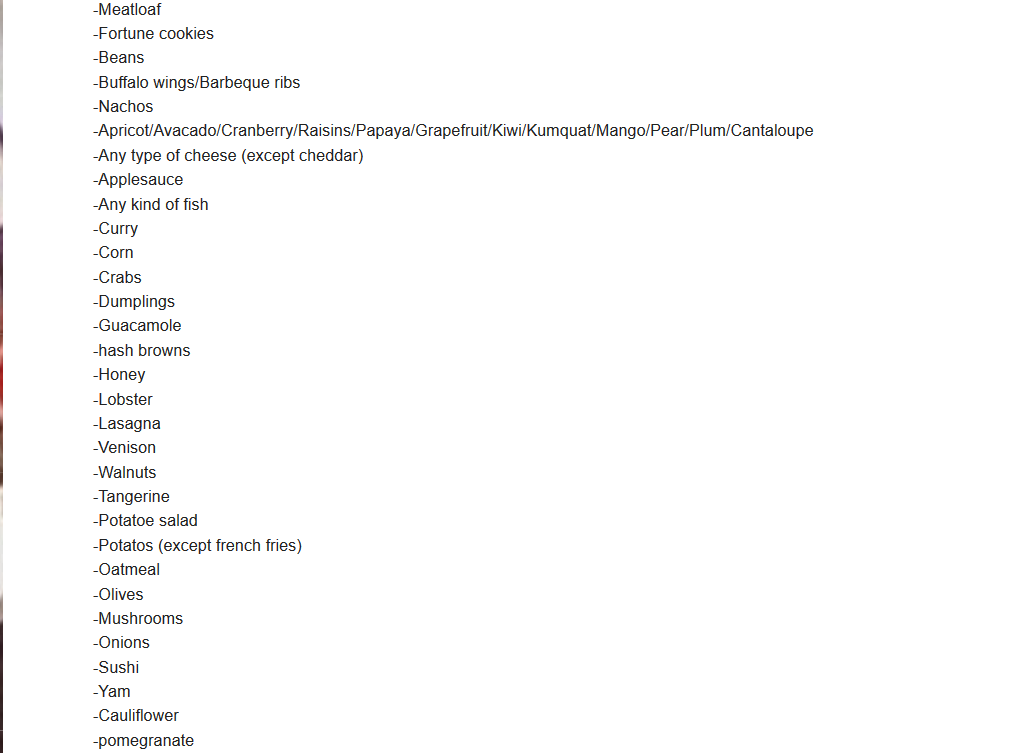 -Meatloaf
-Fortune cookies
-Beans
-Buffalo wings/Barbeque ribs
-Nachos
-Apricot/Avacado/Cranberry/Raisins/Papaya/Grapefruit/Kiwi/Kumquat/Mango/Pear/Plum/Cantaloupe
-Any type of cheese (except cheddar)
-Applesauce
-Any kind of fish
-Curry
-Corn
-Crabs
-Dumplings
-Guacamole
-hash browns
-Honey
-Lobster
-Lasagna
-Venison
-Walnuts
-Tangerine
-Potatoe salad
-Potatos (except french fries)
-Oatmeal
-Olives
-Mushrooms
-Onions
-Sushi
-Yam
-Cauliflower
-pomegranate